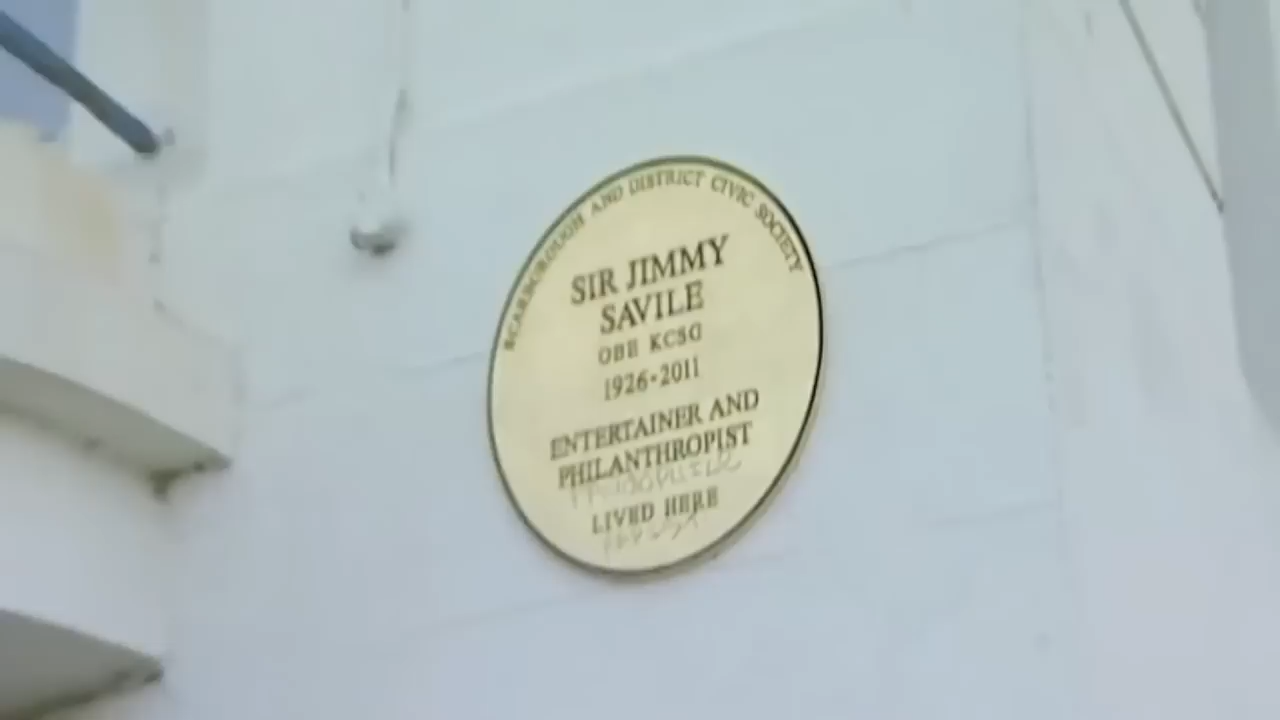 SCARBOROUGH AND DISTRICT CIVIC SOCIETY
SIR JIMMY
SAVILE
OBE KCSG
1926-2011
ENTERTAINER AND
PHILANTHROPIST
LIVED HERE